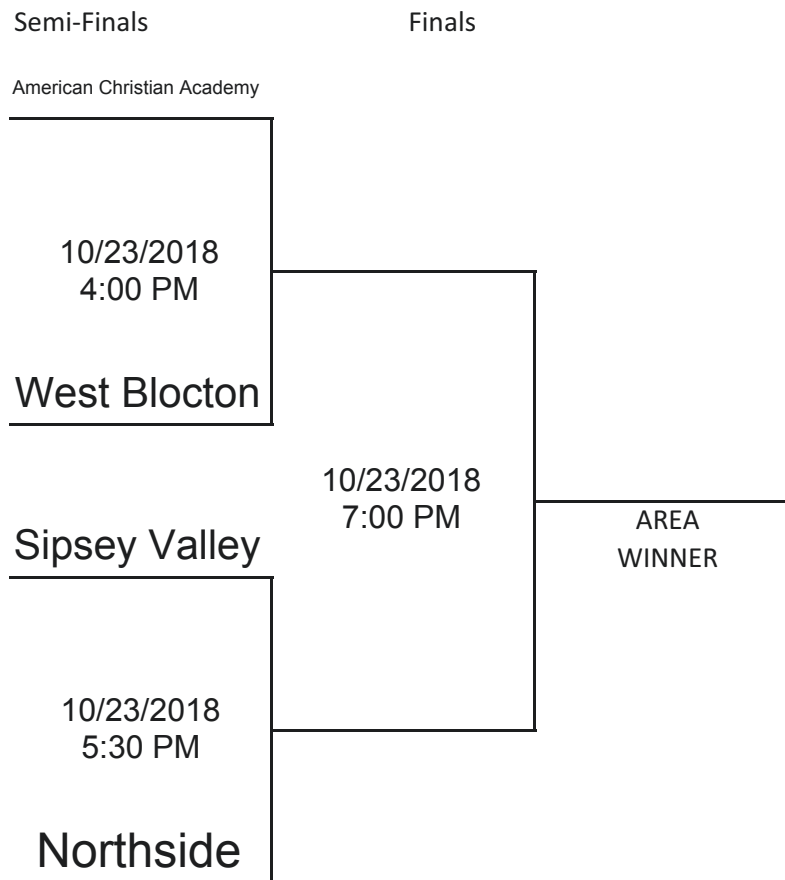 Semi-Finals
Finals
American Christian Academy
10/23/2018
4:00 PM
West Blocton
10/23/2018
7:00 PM
AREA
WINNER
Sipsey Valley
10/23/2018
5:30 PM
Northside